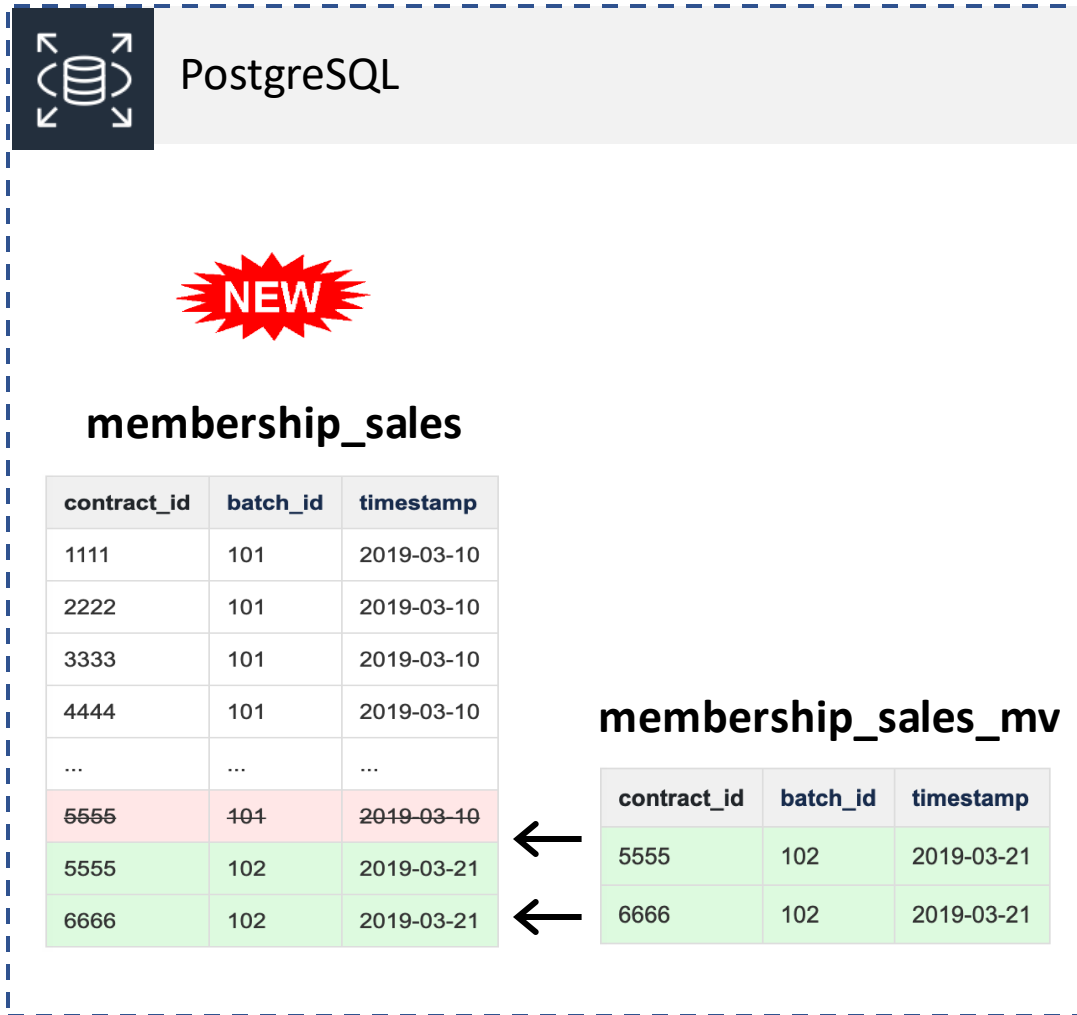 PostgreSQL
NEW
membership_sales
contract_id batch_id timestamp
1111 101 2019-03-10
2222 101 2019-03-10
3333 101 2019-03-10
4444 101 2019-03-10
... ... ...
5555 101 2019-03-10
5555 102 2019-03-21
6666 102 2019-03-21
membership_sales_mv
contract_id batch_id timestamp
5555 102 2019-03-21
6666 102 2019-03-21